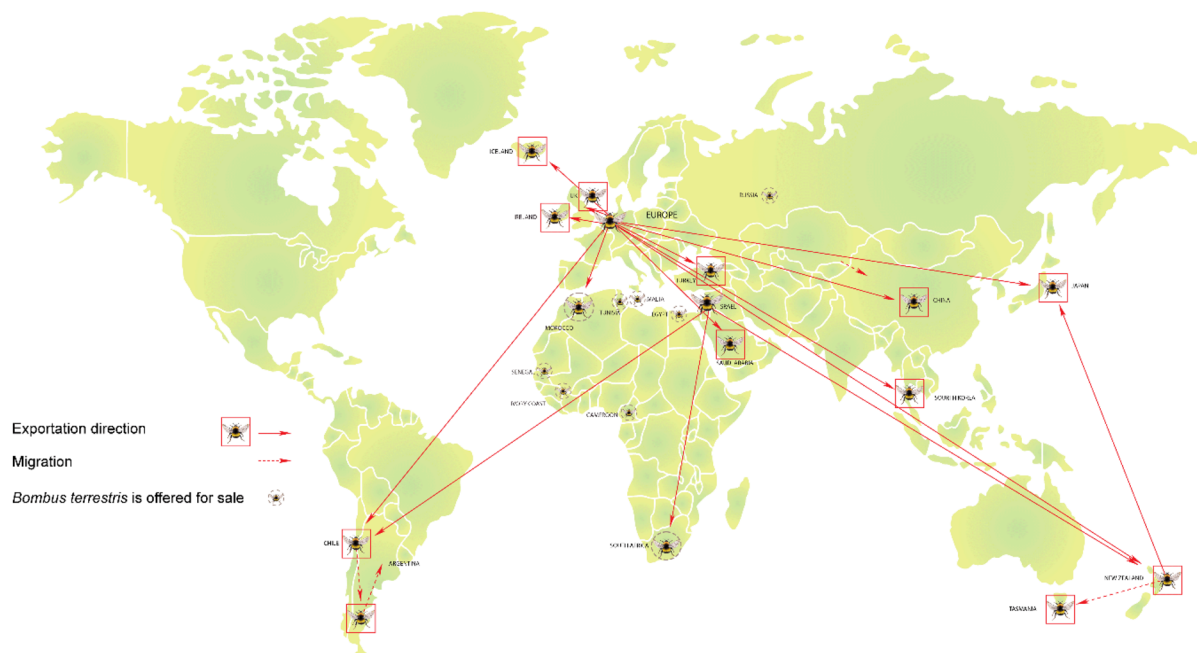 ICELAND
UK
RUSSIA
IRELAND
EUROPE
TURKEY
JAPAN
CHINA
MALTA
TUNISIA
ISRAEL
EGYPT
MOROCCO
SAUDI ARABIA
SENEGAL
SOUTH KOREA
IVORY COAST
CAMEROON
Exportation direction
Migration
Bombus terrestris is offered for sale
CHILE
SOUTH AFRICA
ARGENTINA
NEW ZEALAND
TASMANIA